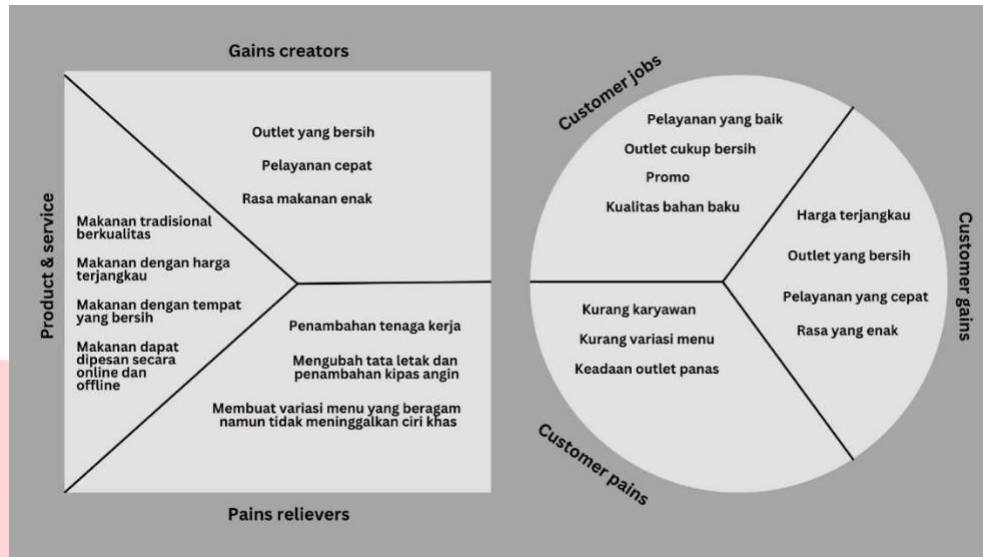 Gains creators
Outlet yang bersih
Pelayanan cepat
Rasa makanan enak
Product & service
Makanan tradisional
berkualitas
Makanan dengan harga
terjangkau
Makanan dengan tempat
yang bersih
Makanan dapat
dipesan secara
online dan
offline
Penambahan tenaga kerja
Mengubah tata letak dan
penambahan kipas angin
Membuat variasi menu yang beragam
namun tidak meninggalkan ciri khas
Pains relievers
Customer jobs
Pelayanan yang baik
Outlet cukup bersih
Promo
Kualitas bahan baku
Harga terjangkau
Outlet yang bersih
Pelayanan yang cepat
Rasa yang enak
Customer gains
Kurang karyawan
Kurang variasi menu
Keadaan outlet panas
Customer pains